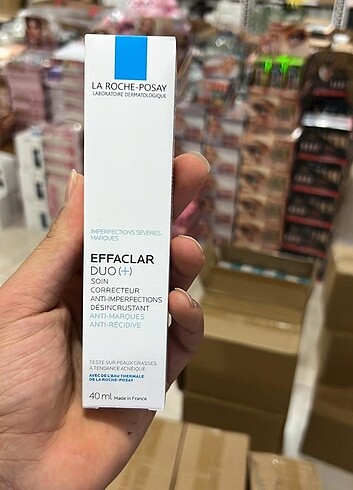 LA ROCHE-POSAY
LABORATOIRE DERMATOLOGIQUE
IMPERFECTIONS SÉVÈRES,
MARQUES
EFFACLAR
DUO(+)
SOIN
CORRECTEUR
ANTI-IMPERFECTIONS
DÉSINCRUSTANT
ANTI-MARQUES
ANTI-RÉCIDIVE
TESTÉ SUR PEAUX GRASSES
À TENDANCE ACNÉIQUE
AVEC DE L'EAU THERMALE
DE LA ROCHE-POSAY
40 ml Made in France